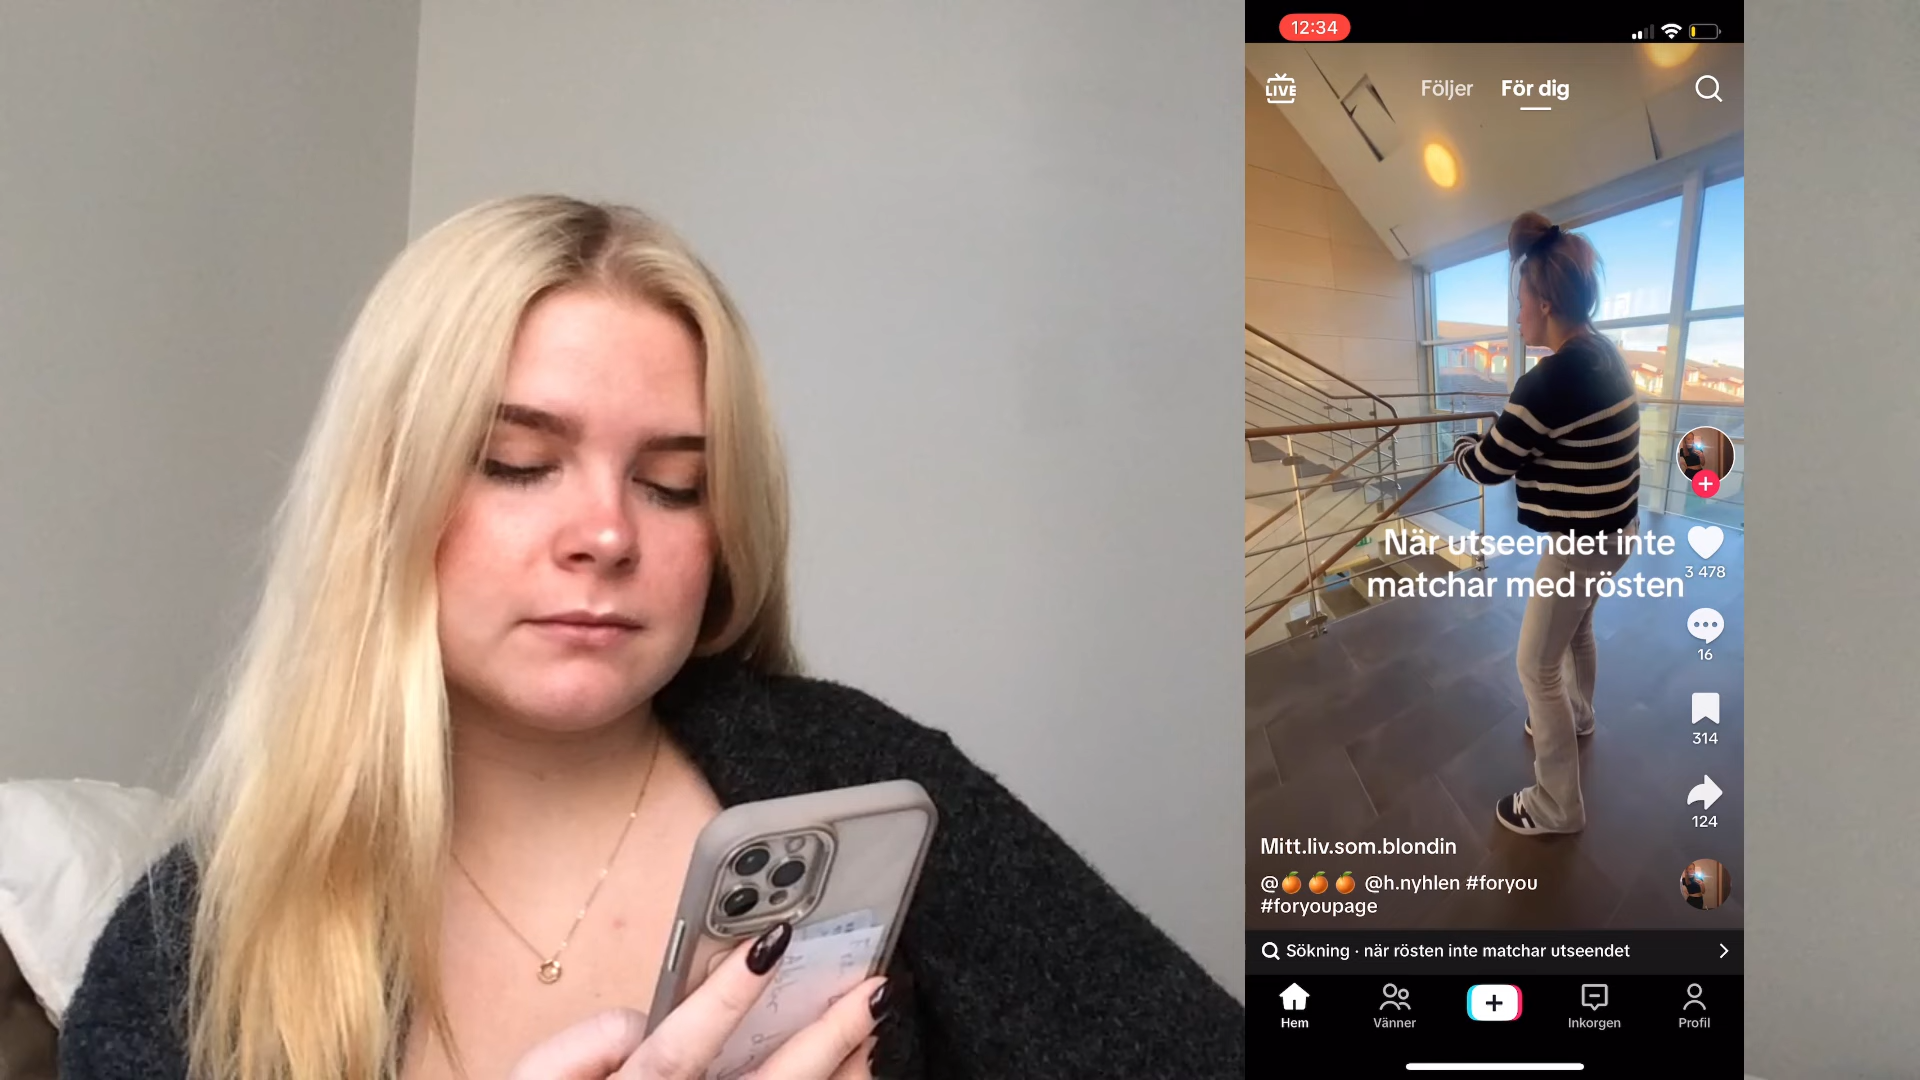 12:34
LIVE
Följer
För dig
När utseendet inte
matchar med rösten
3 478
16
314
124
Mitt.liv.som.blondin
@🍊🍊🍊 @h.nyhlen #foryou
#foryoupage
Sökning · när rösten inte matchar utseendet
Hem
Vänner
Inkorgen
Profil